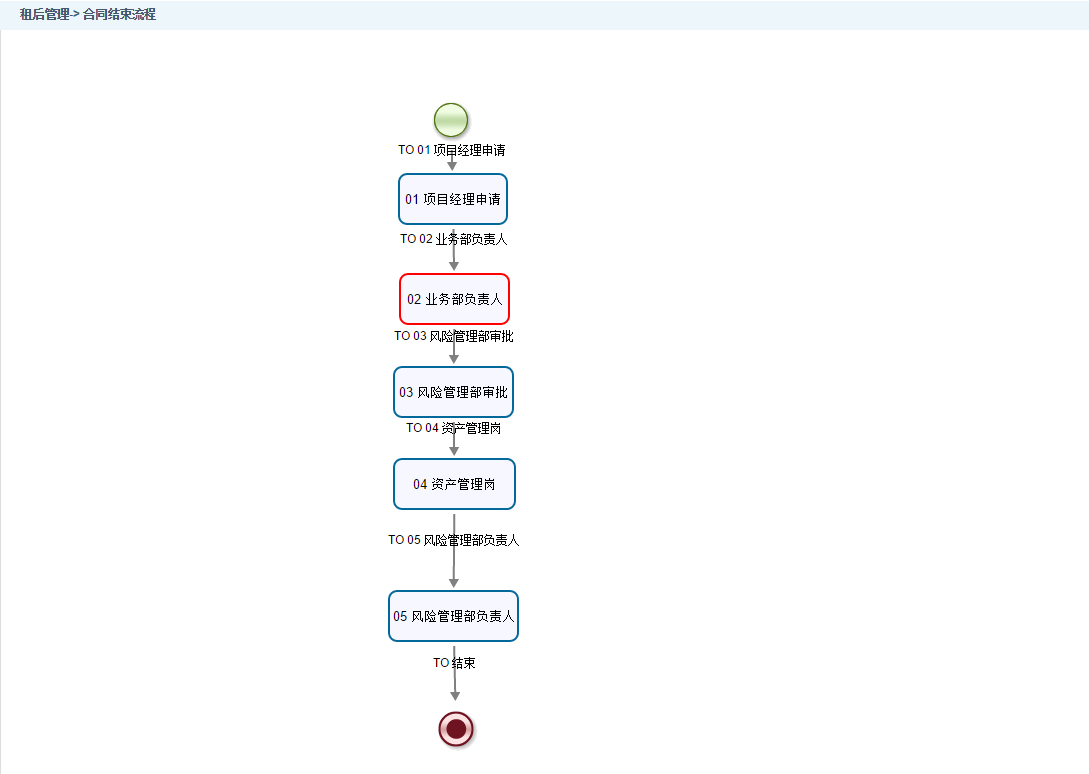 租后管理-> 合同结束流程
TO 01 项目经理申请
01 项目经理申请
TO 02 业务部负责人
02 业务部负责人
TO 03 风险管理部审批
03 风险管理部审批
TO 04 资产管理岗
04 资产管理岗
TO 05 风险管理部负责人
05 风险管理部负责人
TO 结束